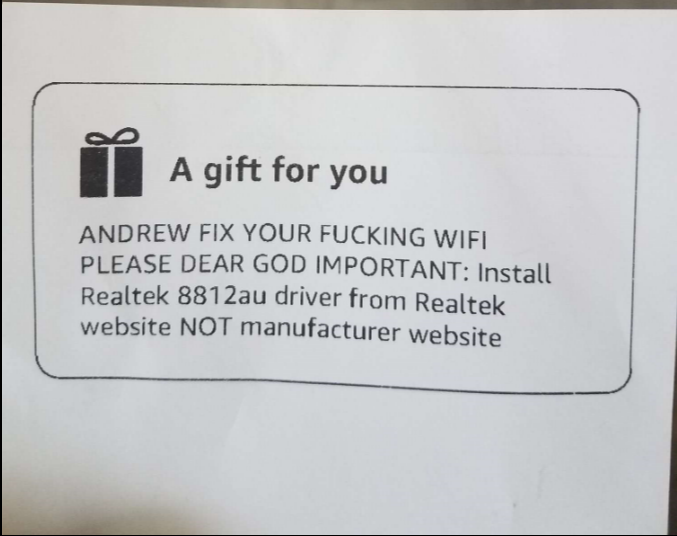 A gift for you
ANDREW FIX YOUR FUCKING WIFI
PLEASE DEAR GOD IMPORTANT: Install
Realtek 8812au driver from Realtek
website NOT manufacturer website